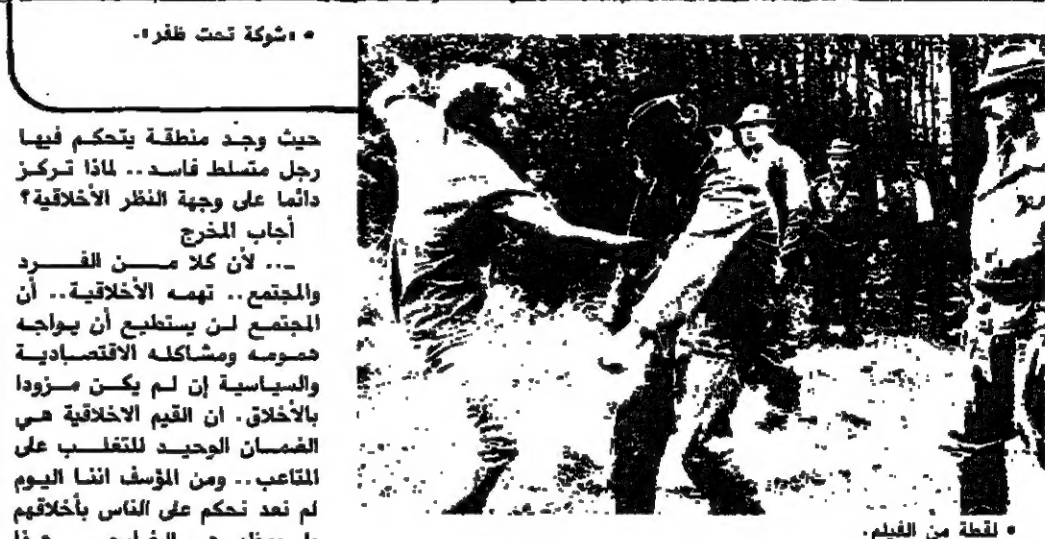 • «شوكة تحت ظفر».
حيث وجد منطقة يتحكم فيها
رجل متسلط فاسد.. لماذا تركز
دائما على وجهة النظر الأخلاقية؟
أجاب المخرج
ـ.. لأن كلا من الفرد
والمجتمع.. تهمه الأخلاقية.. أن
المجتمع لن يستطيع أن يواجه
همومه ومشاكله الاقتصادية
والسياسية إن لم يكن مزودا
بالأخلاق. ان القيم الاخلاقية هي
الضمان الوحيد للتغلب على
المتاعب.. ومن المؤسف اننا اليوم
لم نعد نحكم على الناس بأخلاقهم
• لقطة من الفيلم.